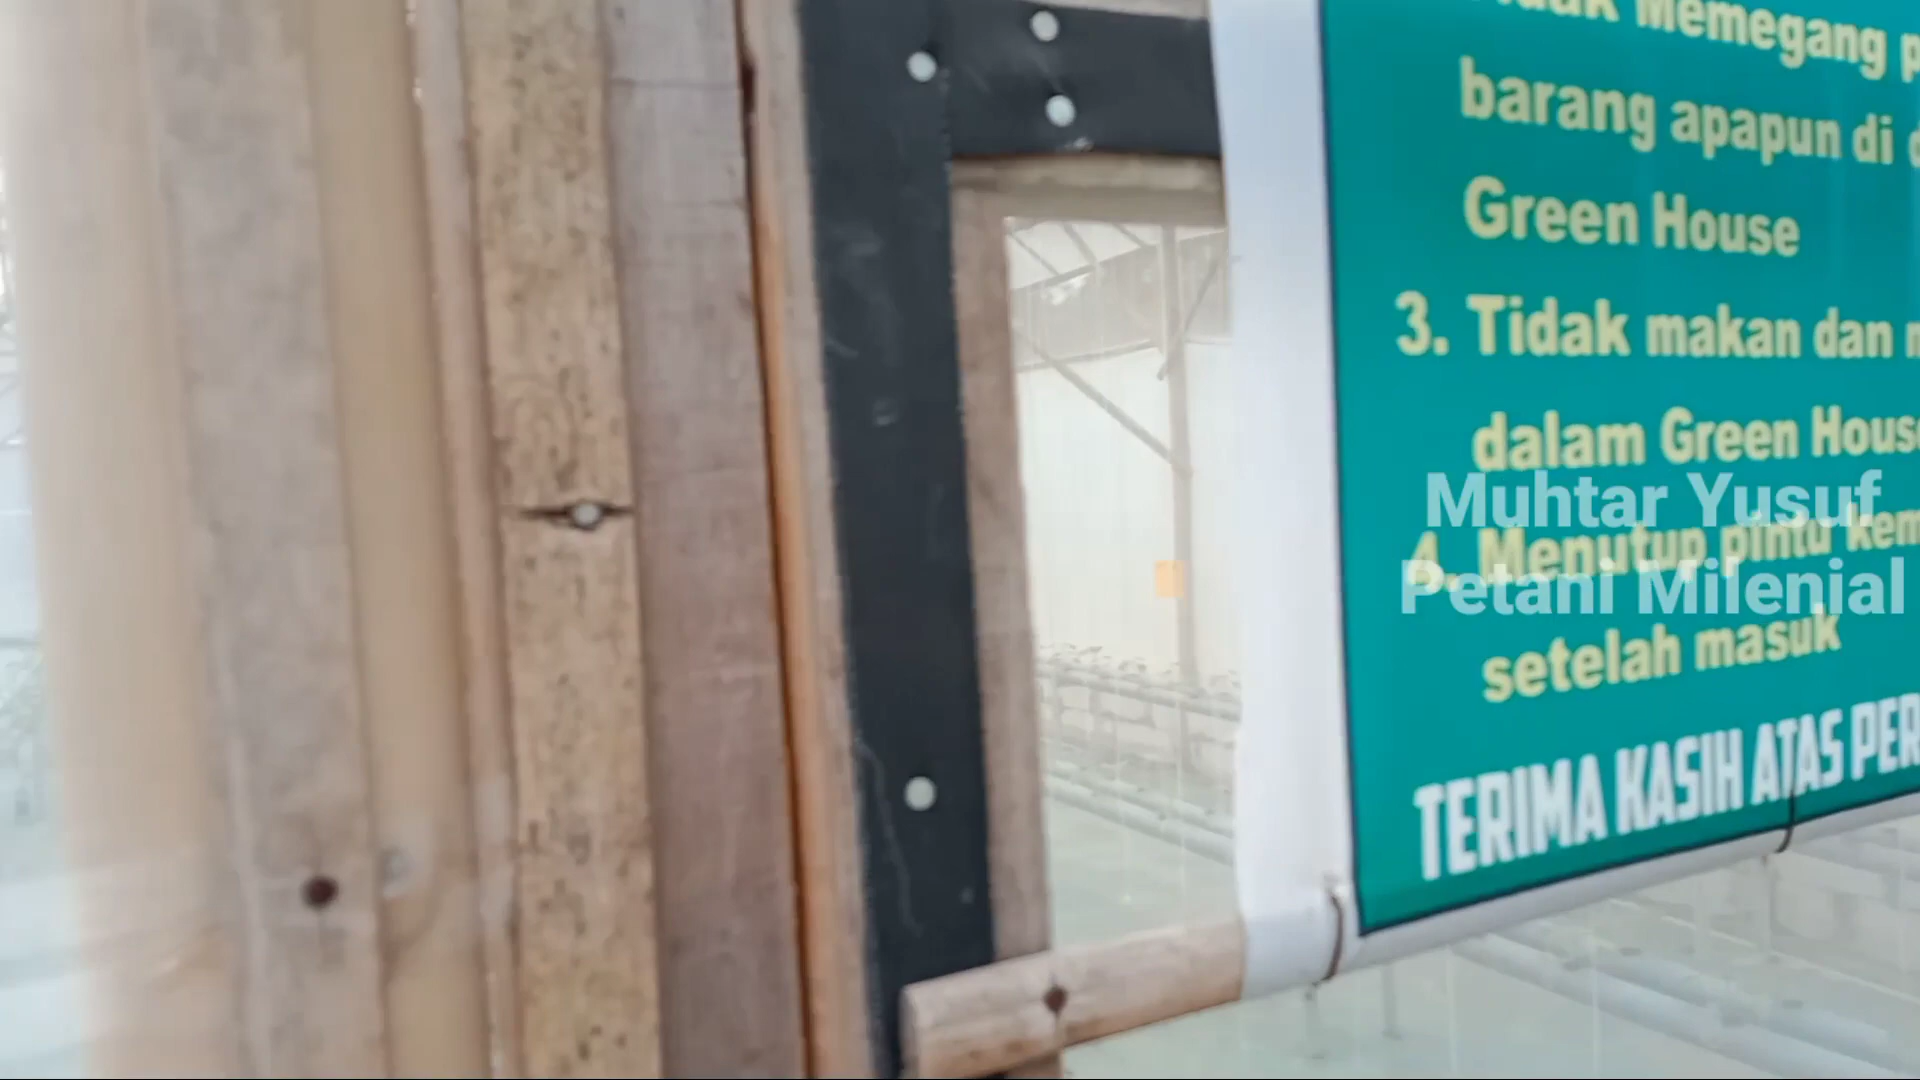 Memegang
barang apapun di
Green House
3. Tidak makan dan
dalam Green House
Muhtar Yusuf
4. Menutup pintu
Petani Milenial
setelah masuk
TERIMA KASIH ATAS